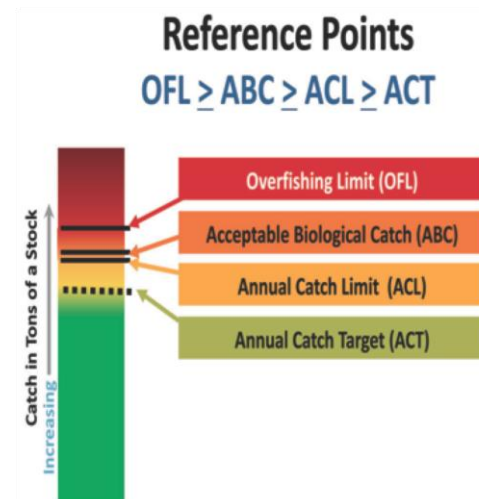 Reference Points
OFL ≥ ABC ≥ ACL ≥ ACT
Overfishing Limit (OFL)
Acceptable Biological Catch (ABC)
Annual Catch Limit (ACL)
Annual Catch Target (ACT)
Catch in Tons of a Stock
Increasing